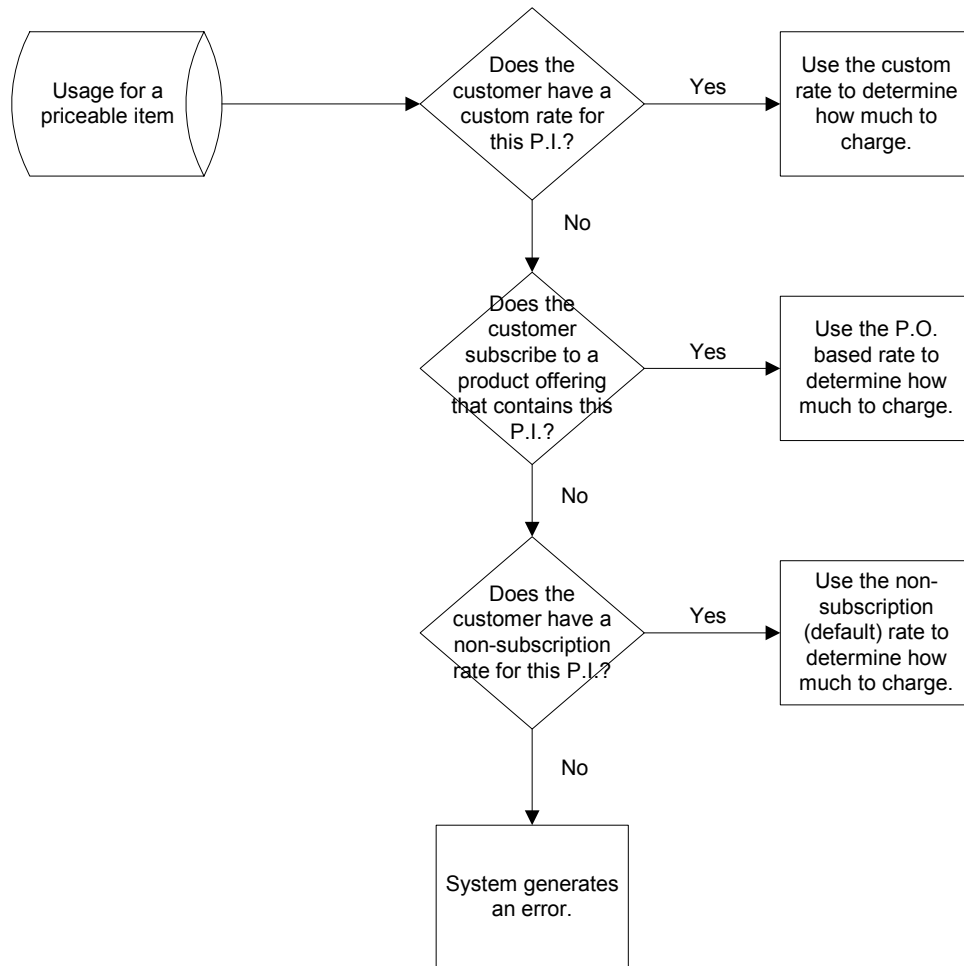 Usage for a
priceable item
Does the
customer have a
custom rate for
this P.I.?
Yes
Use the custom
rate to determine
how much to
charge.
No
Does the
customer
subscribe to a
product offering
that contains this
P.I.?
Yes
Use the P.O.
based rate to
determine how
much to charge.
No
Does the
customer have a
non-subscription
rate for this P.I.?
Yes
Use the non-
subscription
(default) rate to
determine how
much to charge.
No
System generates
an error.